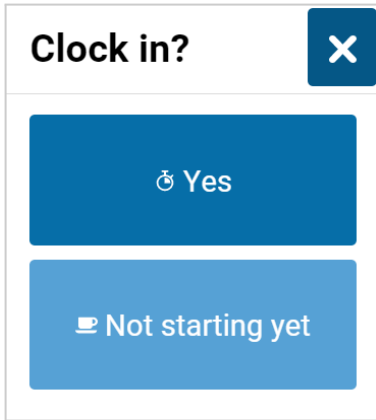 Clock in?
Yes
Not starting yet